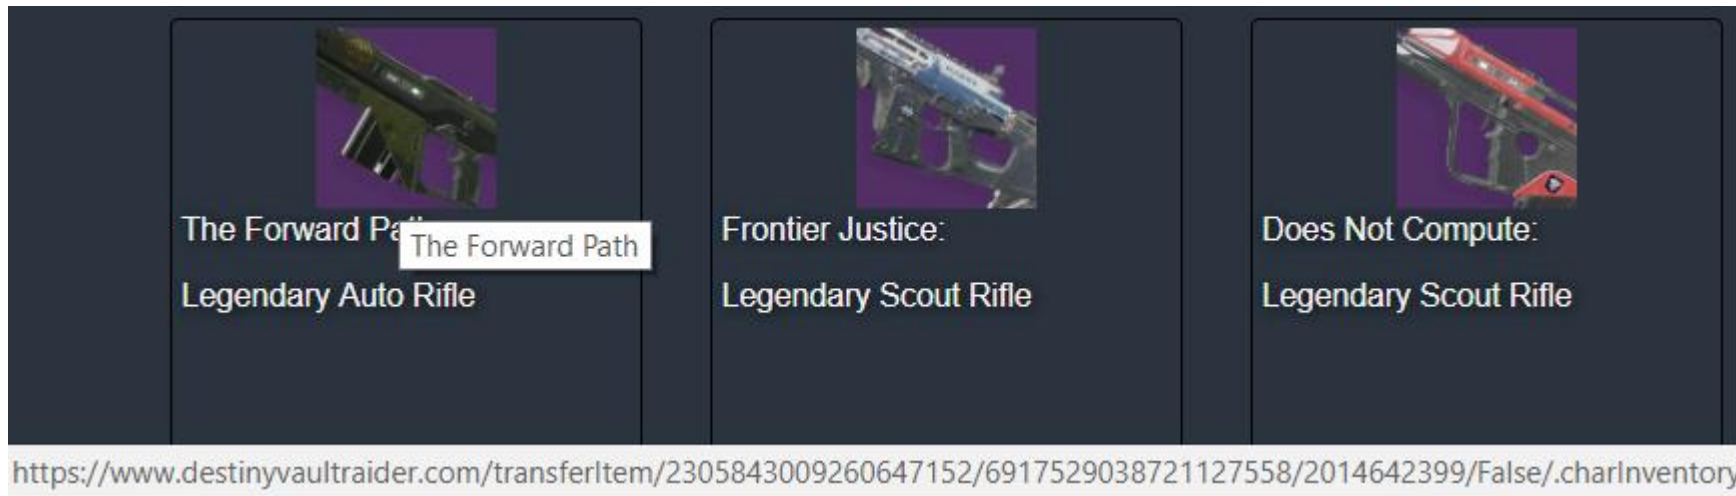 The Forward Pa
The Forward Path
Legendary Auto Rifle
Frontier Justice:
Legendary Scout Rifle
Does Not Compute:
Legendary Scout Rifle
https://www.destinyvaultraider.com/transferItem/2305843009260647152/6917529038721127558/2014642399/False/.charInventory